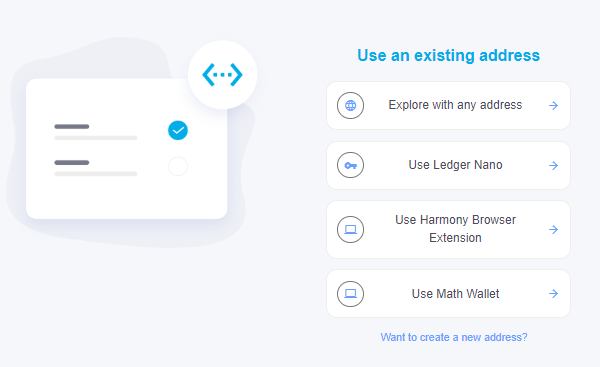 Use an existing address
Explore with any address
Use Ledger Nano
Use Harmony Browser
Extension
Use Math Wallet
Want to create a new address?